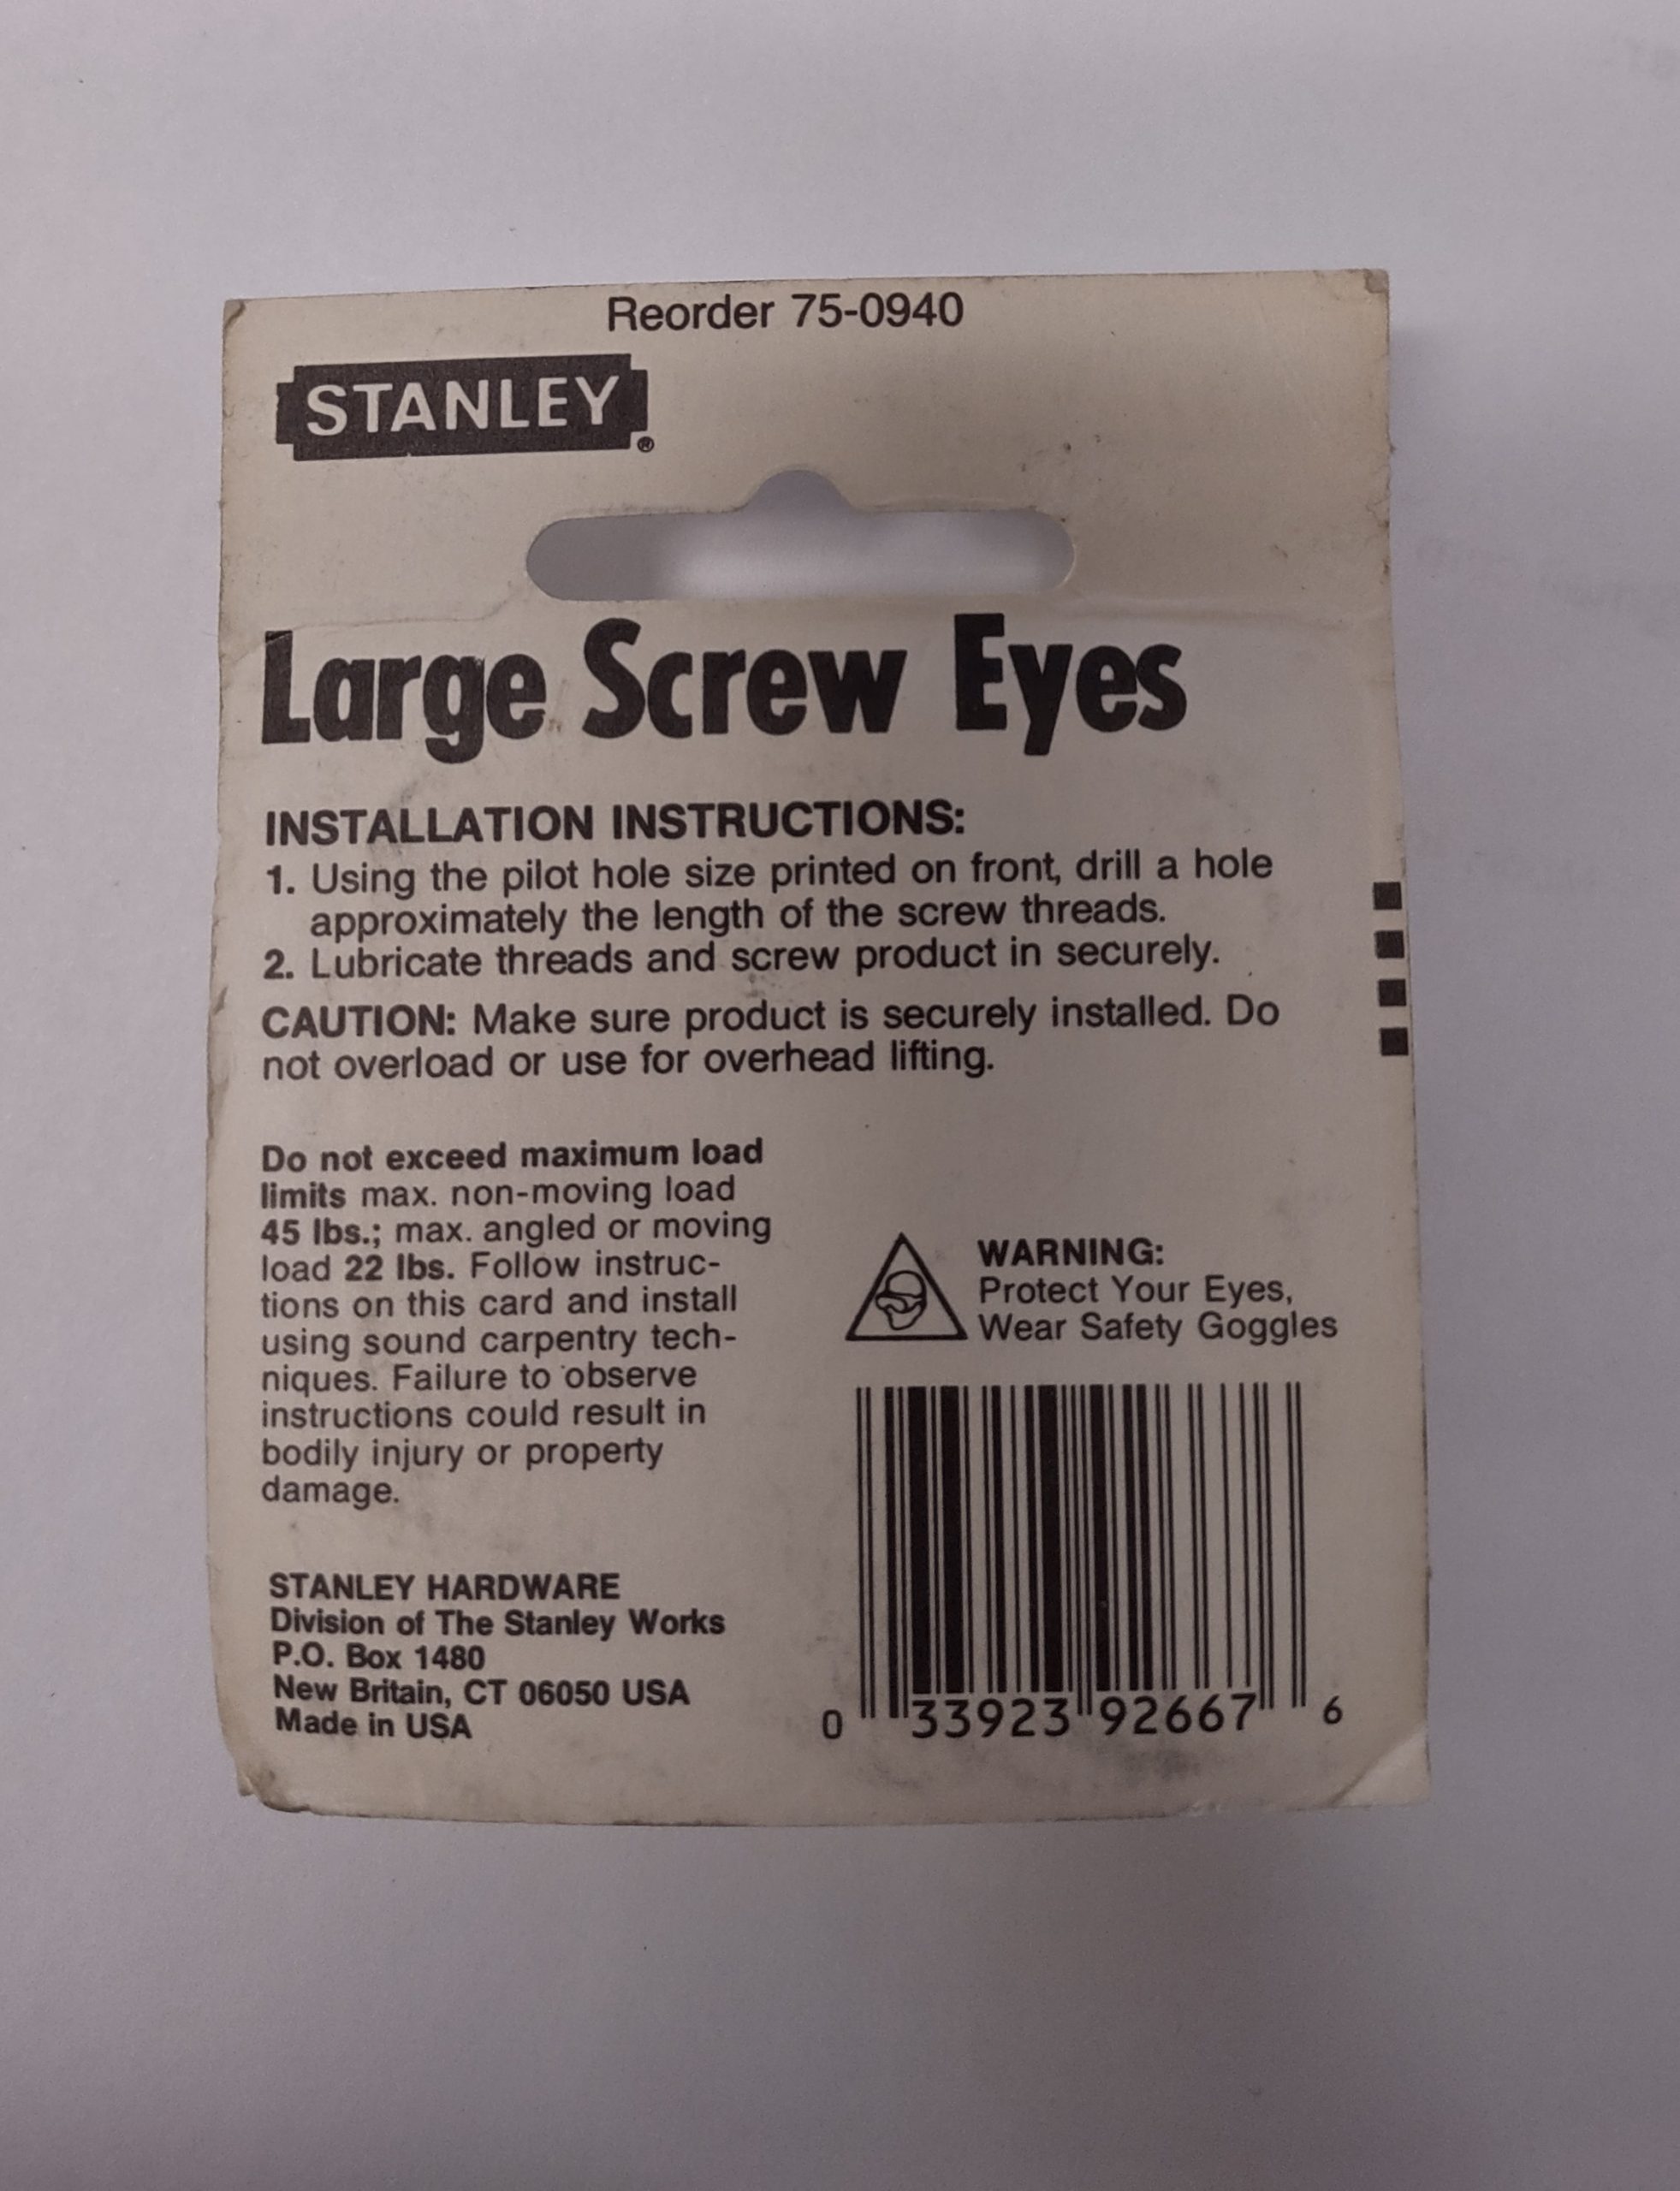 Reorder 75-0940
STANLEY®
Large Screw Eyes
INSTALLATION INSTRUCTIONS:
1. Using the pilot hole size printed on front, drill a hole
approximately the length of the screw threads.
2. Lubricate threads and screw product in securely.
CAUTION: Make sure product is securely installed. Do
not overload or use for overhead lifting.
Do not exceed maximum load
limits max. non-moving load
45 lbs.; max. angled or moving
load 22 lbs. Follow instruc-
tions on this card and install
using sound carpentry tech-
niques. Failure to observe
instructions could result in
bodily injury or property
damage.
WARNING:
Protect Your Eyes,
Wear Safety Goggles
STANLEY HARDWARE
Division of The Stanley Works
P.O. Box 1480
New Britain, CT 06050 USA
Made in USA
0 33923 92667 6